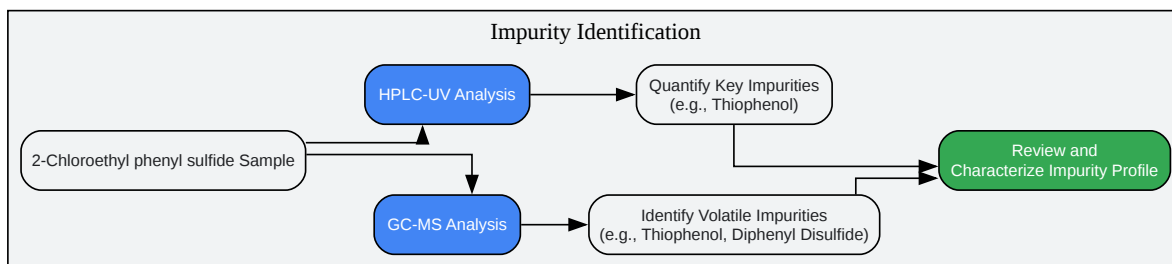 Impurity Identification
HPLC-UV Analysis
Quantify Key Impurities
(e.g., Thiophenol)
2-Chloroethyl phenyl sulfide Sample
Review and
Characterize Impurity Profile
GC-MS Analysis
Identify Volatile Impurities
(e.g., Thiophenol, Diphenyl Disulfide)